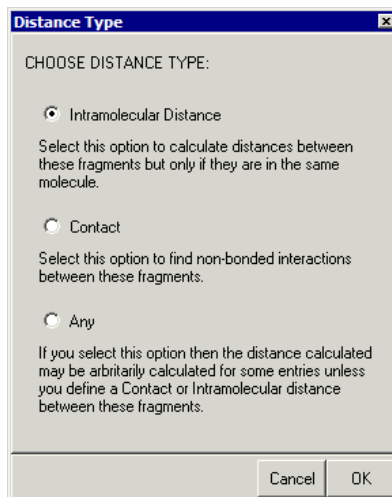 Distance Type
CHOOSE DISTANCE TYPE:
Intramolecular Distance
Select this option to calculate distances between
these fragments but only if they are in the same
molecule.
Contact
Select this option to find non-bonded interactions
between these fragments.
Any
If you select this option then the distance calculated
may be arbritarily calculated for some entries unless
you define a Contact or Intramolecular distance
between these fragments.
Cancel
OK